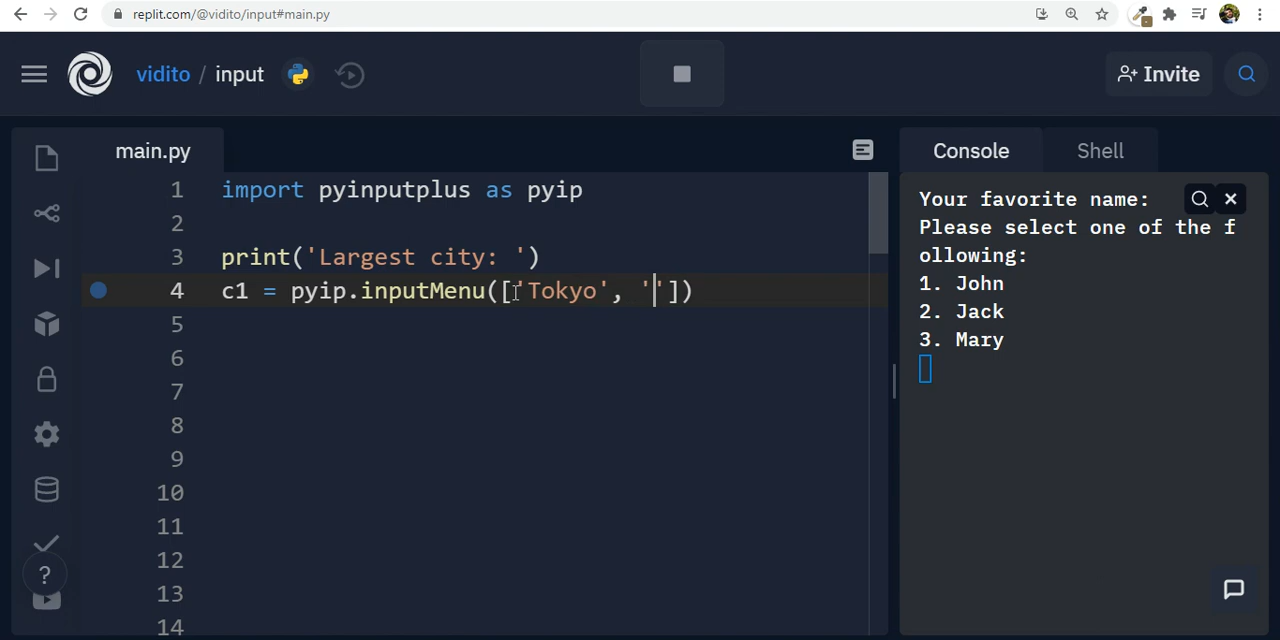 replit.com/@vidito/input#main.py
vidito / input
Invite
main.py
Console
Shell
1 import pyinputplus as pyip
2
3 print('Largest city: ')
4 c1 = pyip.inputMenu(['Tokyo', ''])
5
6
7
8
9
10
11
12
13
14
Your favorite name:
Please select one of the f
ollowing:
1. John
2. Jack
3. Mary
?